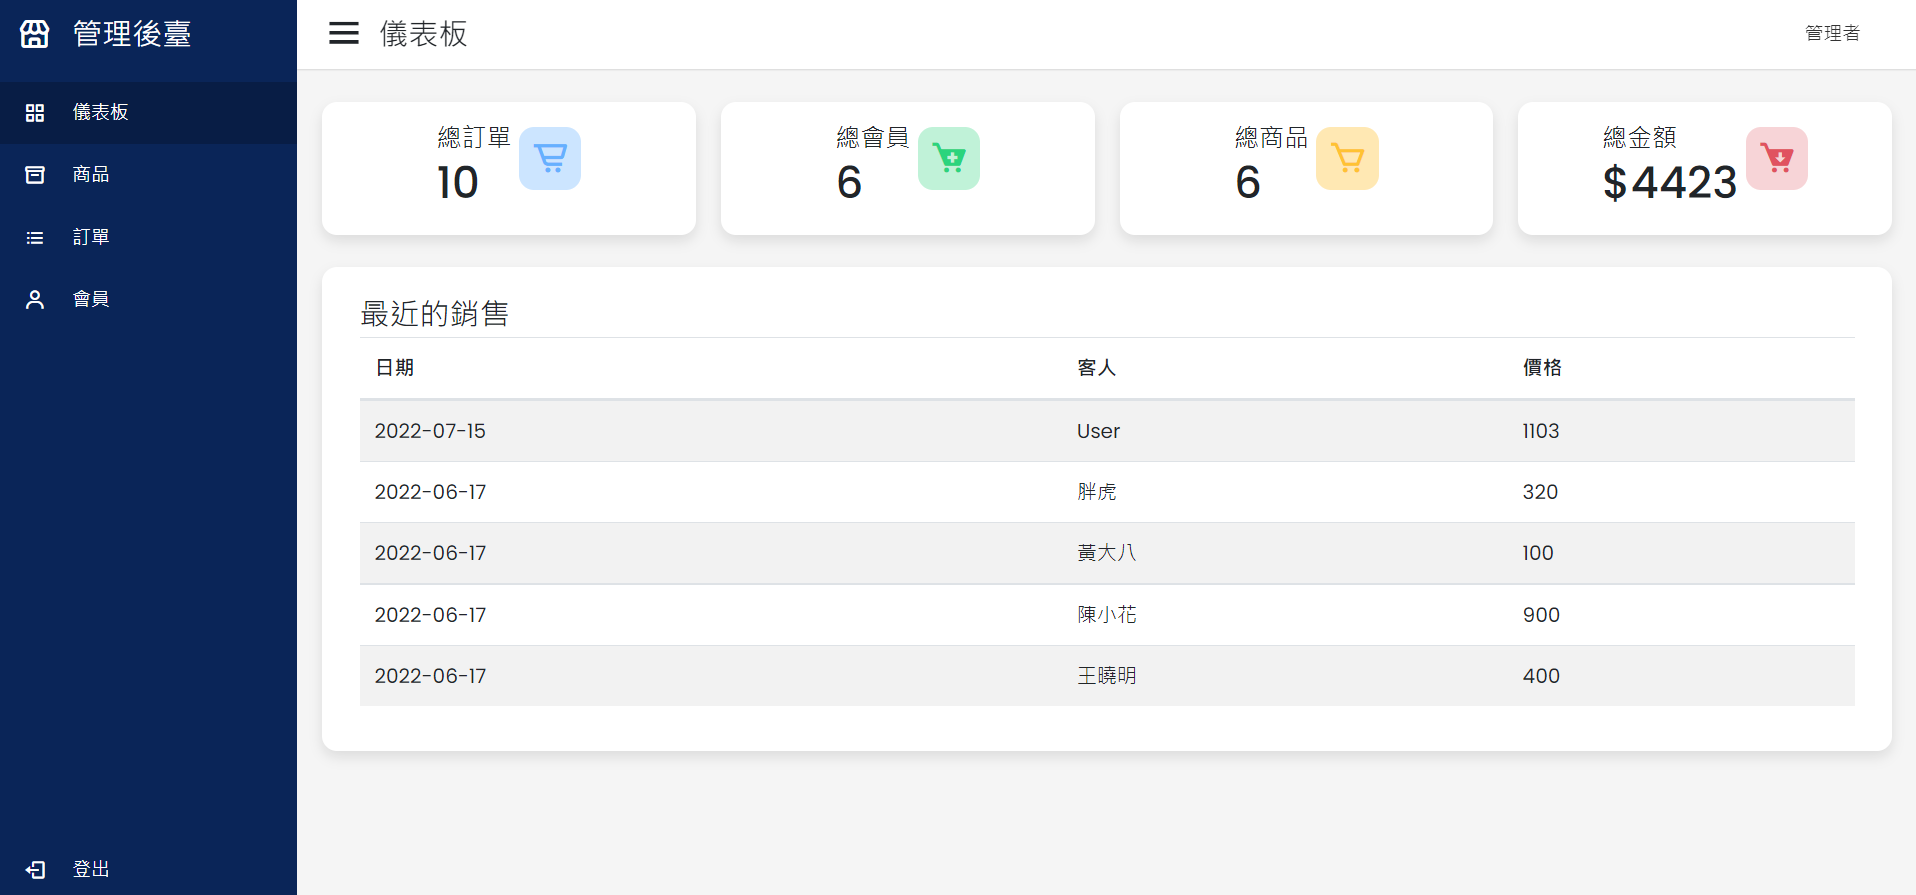 管理後臺
儀表板
商品
訂單
會員
登出
儀表板
管理者
總訂單
10
總會員
6
總商品
6
總金額
$4423
最近的銷售
日期 客人 價格
2022-07-15 User 1103
2022-06-17 胖虎 320
2022-06-17 黃大八 100
2022-06-17 陳小花 900
2022-06-17 王曉明 400